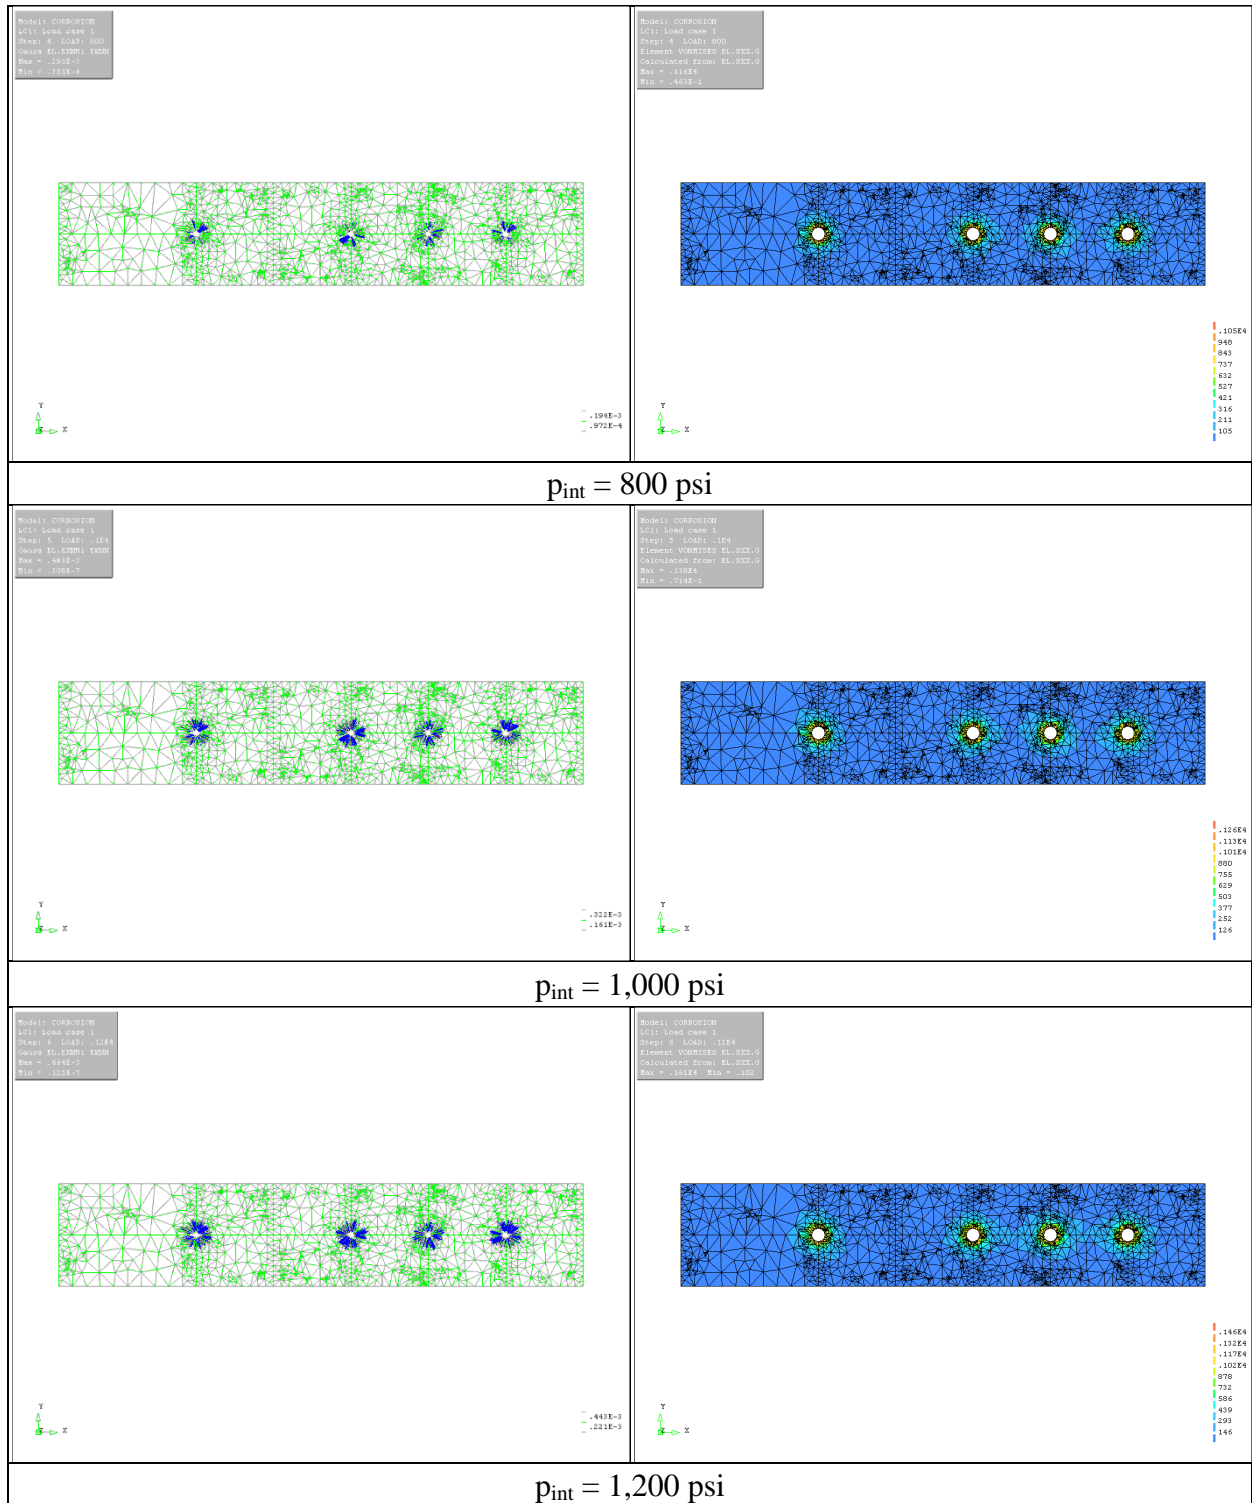 Model: CORROSION
LC1: Load case 1
Step: 4 LOAD: 800
Gauss EL.EKNN1 EKNN
Max = .292E-3
Model: CORROSION
LC1: Load case 1
Step: 4 LOAD: 800
Element VONMISES EL.SXX.G
Calculated from: EL.SXX.G
Max = .116E4
Min = .463E-1
.105E4
948
843
737
632
527
421
316
211
105
Y
Z X
.194E-3
.972E-4
Y
Z X
pint = 800 psi
Model: CORROSION
LC1: Load case 1
Step: 5 LOAD: .1E4
Gauss EL.EKNN1 EKNN
Max = .483E-3
Min = .208E-7
Model: CORROSION
LC1: Load case 1
Step: 5 LOAD: .1E4
Element VONMISES EL.SXX.G
Calculated from: EL.SXX.G
Max = .138E4
Min = .714E-1
.126E4
.113E4
.101E4
880
755
629
503
377
252
126
Y
Z X
.322E-3
.161E-3
Y
Z X
pint = 1,000 psi
Model: CORROSION
LC1: Load case 1
Step: 6 LOAD: .12E4
Gauss EL.EKNN1 EKNN
Max = .664E-3
Model: CORROSION
LC1: Load case 1
Step: 6 LOAD: .12E4
Element VONMISES EL.SXX.G
Calculated from: EL.SXX.G
Max = .161E4 Min = .102
.146E4
.132E4
.117E4
.102E4
878
732
586
439
293
146
Y
Z X
.443E-3
.221E-3
Y
Z X
pint = 1,200 psi